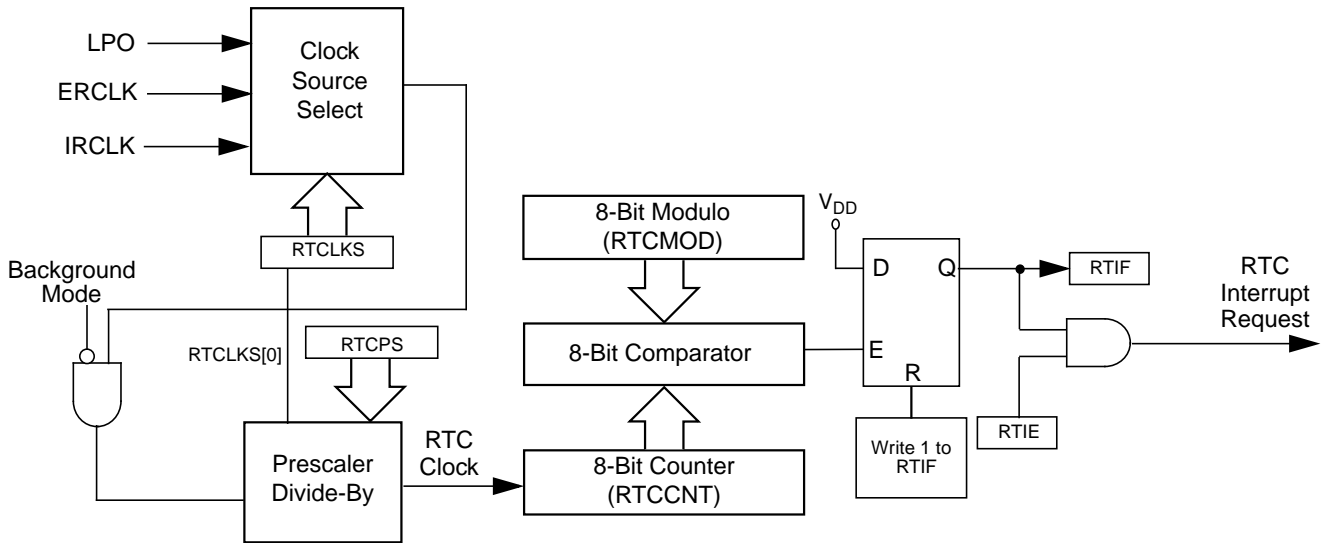 LPO
ERCLK
IRCLK
Clock
Source
Select
RTCLKS
Background
Mode
RTCLKS[0]
RTCPS
Prescaler
Divide-By
RTC
Clock
8-Bit Modulo
(RTCMOD)
8-Bit Comparator
8-Bit Counter
(RTCCNT)
VDD
D
Q
E
R
Write 1 to
RTIF
RTIF
RTIE
RTC
Interrupt
Request